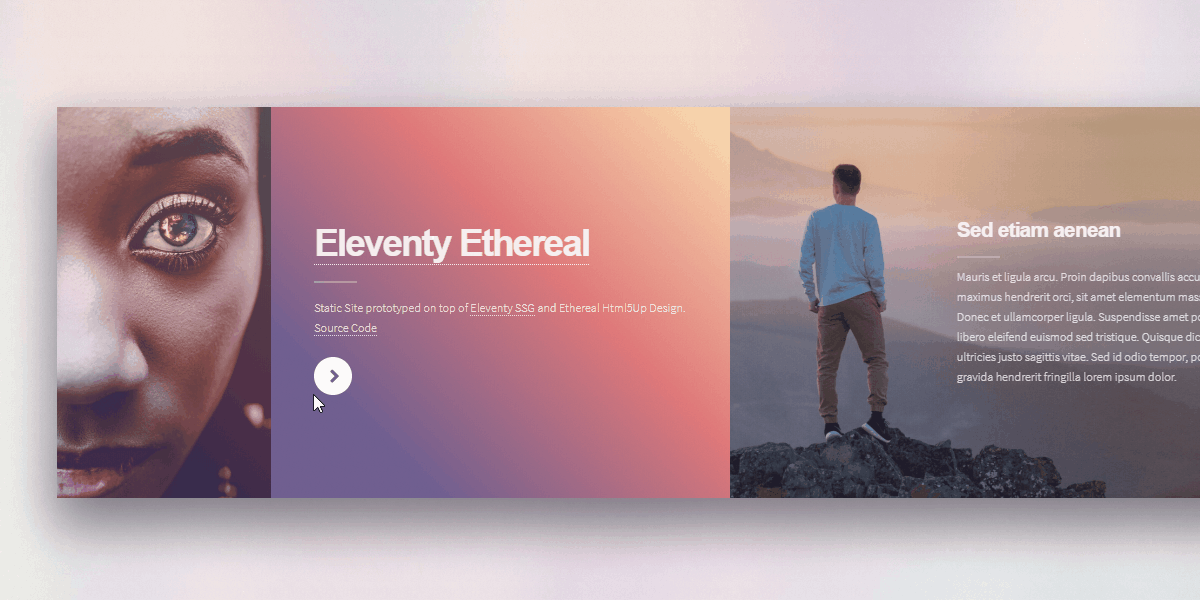 Eleventy Ethereal
Static Site prototyped on top of Eleventy SSG and Ethereal Html5Up Design.
Source Code
Sed etiam aenean
Mauris et ligula arcu. Proin dapibus convallis accu
maximus hendrerit orci, sit amet elementum mas
Donec et ullamcorper ligula. Suspendisse amet po
libero eleifend euismod sed tristique. Quisque dic
ultricies justo sagittis vitae. Sed id odio tempor, po
gravida hendrerit fringilla lorem ipsum dolor.